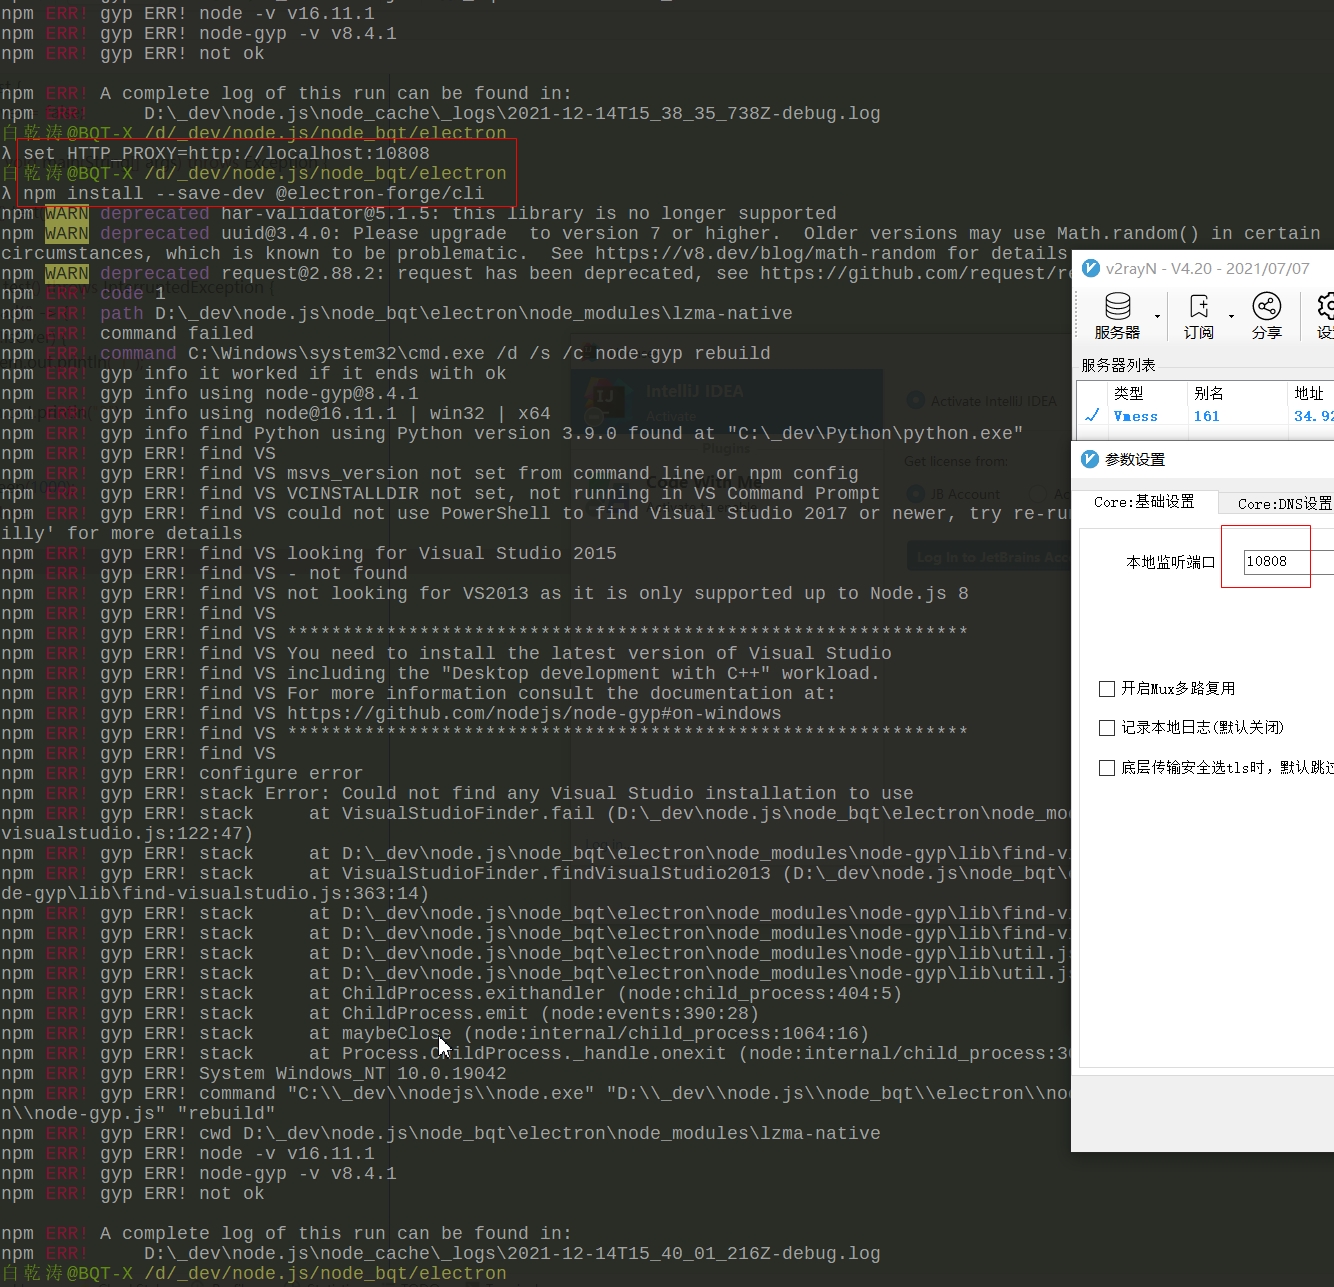 npm ERR! gyp ERR! node -v v16.11.1
npm ERR! gyp ERR! node-gyp -v v8.4.1
npm ERR! gyp ERR! not ok
npm ERR! A complete log of this run can be found in:
npm ERR!     D:\_dev\node.js\node_cache\_logs\2021-12-14T15_38_35_738Z-debug.log
白乾涛@BQT-X /d/_dev/node.js/node_bqt/electron
λ set HTTP_PROXY=http://localhost:10808
白乾涛@BQT-X /d/_dev/node.js/node_bqt/electron
λ npm install --save-dev @electron-forge/cli
npm WARN deprecated har-validator@5.1.5: this library is no longer supported
npm WARN deprecated uuid@3.4.0: Please upgrade  to version 7 or higher.  Older versions may use Math.random() in certain
circumstances, which is known to be problematic.  See https://v8.dev/blog/math-random for details
npm WARN deprecated request@2.88.2: request has been deprecated, see https://github.com/request/re
npm ERR! code 1
npm ERR! path D:\_dev\node.js\node_bqt\electron\node_modules\lzma-native
npm ERR! command failed
npm ERR! command C:\Windows\system32\cmd.exe /d /s /c node-gyp rebuild
npm ERR! gyp info it worked if it ends with ok
npm ERR! gyp info using node-gyp@8.4.1
npm ERR! gyp info using node@16.11.1 | win32 | x64
npm ERR! gyp info find Python using Python version 3.9.0 found at "C:\_dev\Python\python.exe"
npm ERR! gyp ERR! find VS
npm ERR! gyp ERR! find VS msvs_version not set from command line or npm config
npm ERR! gyp ERR! find VS VCINSTALLDIR not set, not running in VS Command Prompt
npm ERR! gyp ERR! find VS could not use PowerShell to find Visual Studio 2017 or newer, try re-ru
illy' for more details
npm ERR! gyp ERR! find VS looking for Visual Studio 2015
npm ERR! gyp ERR! find VS - not found
npm ERR! gyp ERR! find VS not looking for VS2013 as it is only supported up to Node.js 8
npm ERR! gyp ERR! find VS
npm ERR! gyp ERR! find VS **************************************************************
npm ERR! gyp ERR! find VS You need to install the latest version of Visual Studio
npm ERR! gyp ERR! find VS including the "Desktop development with C++" workload.
npm ERR! gyp ERR! find VS For more information consult the documentation at:
npm ERR! gyp ERR! find VS https://github.com/nodejs/node-gyp#on-windows
npm ERR! gyp ERR! find VS **************************************************************
npm ERR! gyp ERR! find VS
npm ERR! gyp ERR! configure error
npm ERR! gyp ERR! stack Error: Could not find any Visual Studio installation to use
npm ERR! gyp ERR! stack     at VisualStudioFinder.fail (D:\_dev\node.js\node_bqt\electron\node_mo
visualstudio.js:122:47)
npm ERR! gyp ERR! stack     at D:\_dev\node.js\node_bqt\electron\node_modules\node-gyp\lib\find-v
npm ERR! gyp ERR! stack     at VisualStudioFinder.findVisualStudio2013 (D:\_dev\node.js\node_bqt\
de-gyp\lib\find-visualstudio.js:363:14)
npm ERR! gyp ERR! stack     at D:\_dev\node.js\node_bqt\electron\node_modules\node-gyp\lib\find-v
npm ERR! gyp ERR! stack     at D:\_dev\node.js\node_bqt\electron\node_modules\node-gyp\lib\find-v
npm ERR! gyp ERR! stack     at D:\_dev\node.js\node_bqt\electron\node_modules\node-gyp\lib\util.j
npm ERR! gyp ERR! stack     at D:\_dev\node.js\node_bqt\electron\node_modules\node-gyp\lib\util.j
npm ERR! gyp ERR! stack     at ChildProcess.exithandler (node:child_process:404:5)
npm ERR! gyp ERR! stack     at ChildProcess.emit (node:events:390:28)
npm ERR! gyp ERR! stack     at maybeClose (node:internal/child_process:1064:16)
npm ERR! gyp ERR! stack     at Process.ChildProcess._handle.onexit (node:internal/child_process:3
npm ERR! gyp ERR! System Windows_NT 10.0.19042
npm ERR! gyp ERR! command "C:\\_dev\\nodejs\\node.exe" "D:\\_dev\\node.js\\node_bqt\\electron\\no
n\\node-gyp.js" "rebuild"
npm ERR! gyp ERR! cwd D:\_dev\node.js\node_bqt\electron\node_modules\lzma-native
npm ERR! gyp ERR! node -v v16.11.1
npm ERR! gyp ERR! node-gyp -v v8.4.1
npm ERR! gyp ERR! not ok
npm ERR! A complete log of this run can be found in:
npm ERR!     D:\_dev\node.js\node_cache\_logs\2021-12-14T15_40_01_216Z-debug.log
白乾涛@BQT-X /d/_dev/node.js/node_bqt/electron
v2rayN - V4.20 - 2021/07/07
服务器 订阅 分享 设
服务器列表
类型 别名 地址
Vmess 161 34.92
参数设置
Core:基础设置 Core:DNS设置
本地监听端口 10808
开启Mux多路复用
记录本地日志(默认关闭)
底层传输安全选tls时，默认跳过
IntelliJ IDEA
Activate
Activate IntelliJ IDEA
Plugins
Get license from:
Code With Me
JB Account
Log In to JetBrains Acc